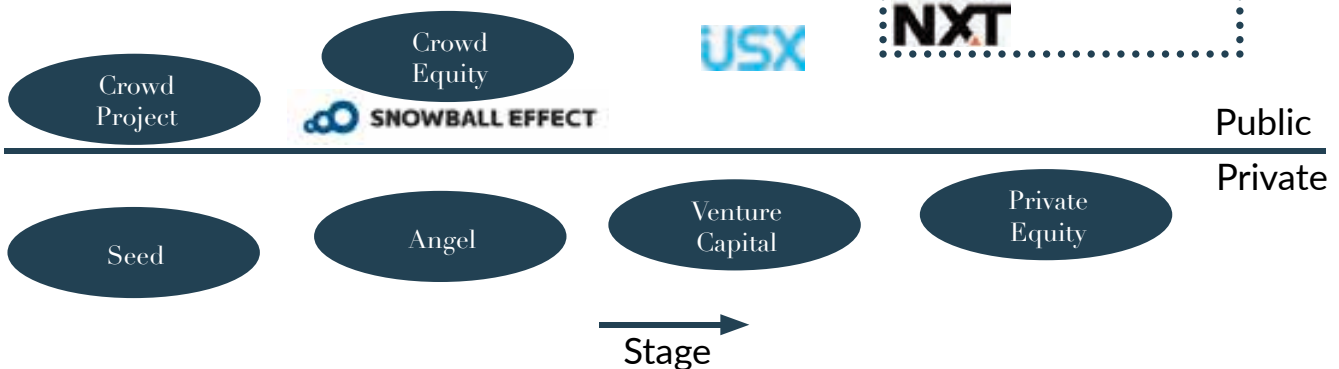 NXT
USX
Crowd
Equity
Crowd
Project
SNOWBALL EFFECT
Public
Private
Seed
Angel
Venture
Capital
Private
Equity
Stage